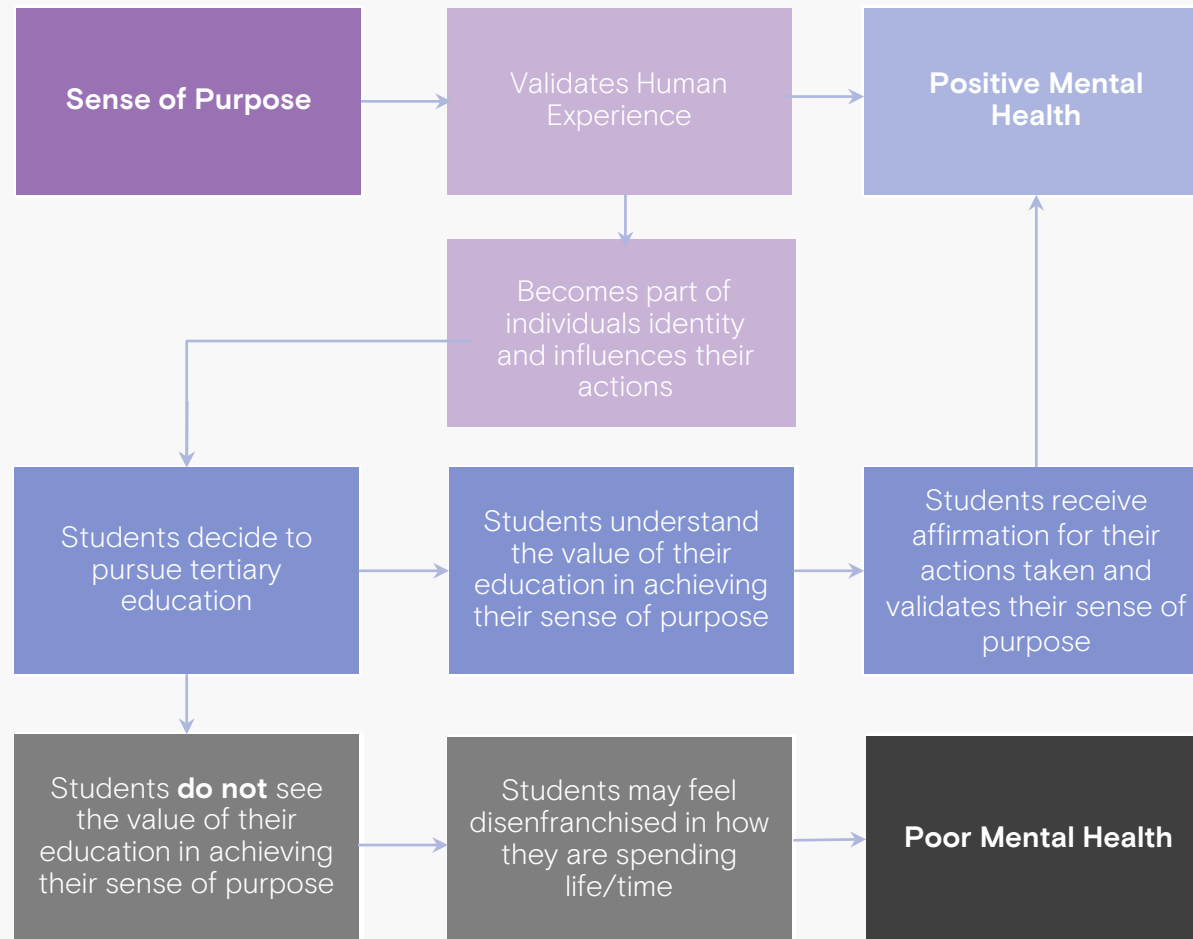 Sense of Purpose
Validates Human
Experience
Positive Mental
Health
Becomes part of
individuals identity
and influences their
actions
Students decide to
pursue tertiary
education
Students understand
the value of their
education in achieving
their sense of purpose
Students receive
affirmation for their
actions taken and
validates their sense of
purpose
Students do not see
the value of their
education in achieving
their sense of purpose
Students may feel
disenfranchised in how
they are spending
life/time
Poor Mental Health